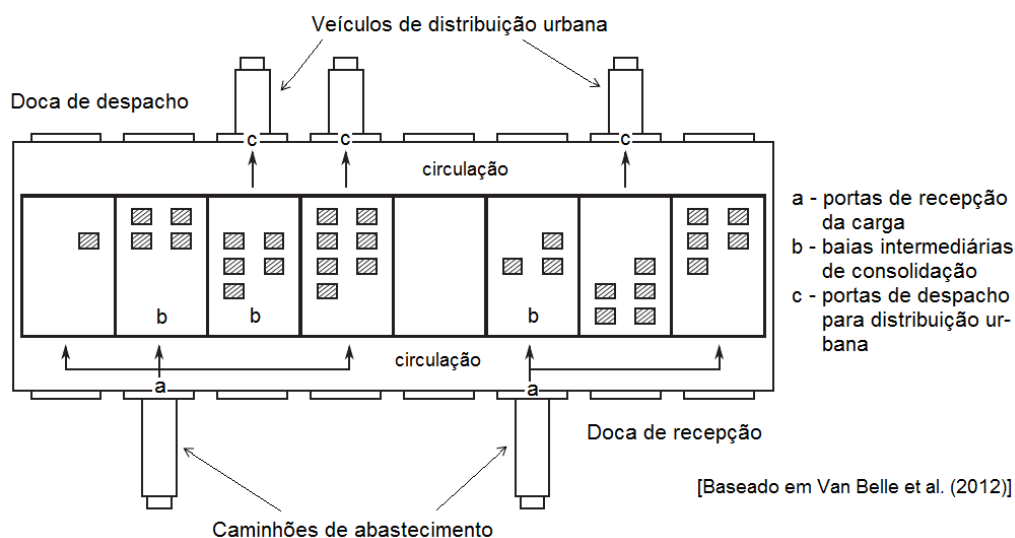 Veículos de distribuição urbana
Doca de despacho
c
c
c
circulação
a - portas de recepção
da carga
b - baias intermediárias
de consolidação
c - portas de despacho
para distribuição ur-
bana
b
b
b
circulação
a
a
Doca de recepção
[Baseado em Van Belle et al. (2012)]
Caminhões de abastecimento